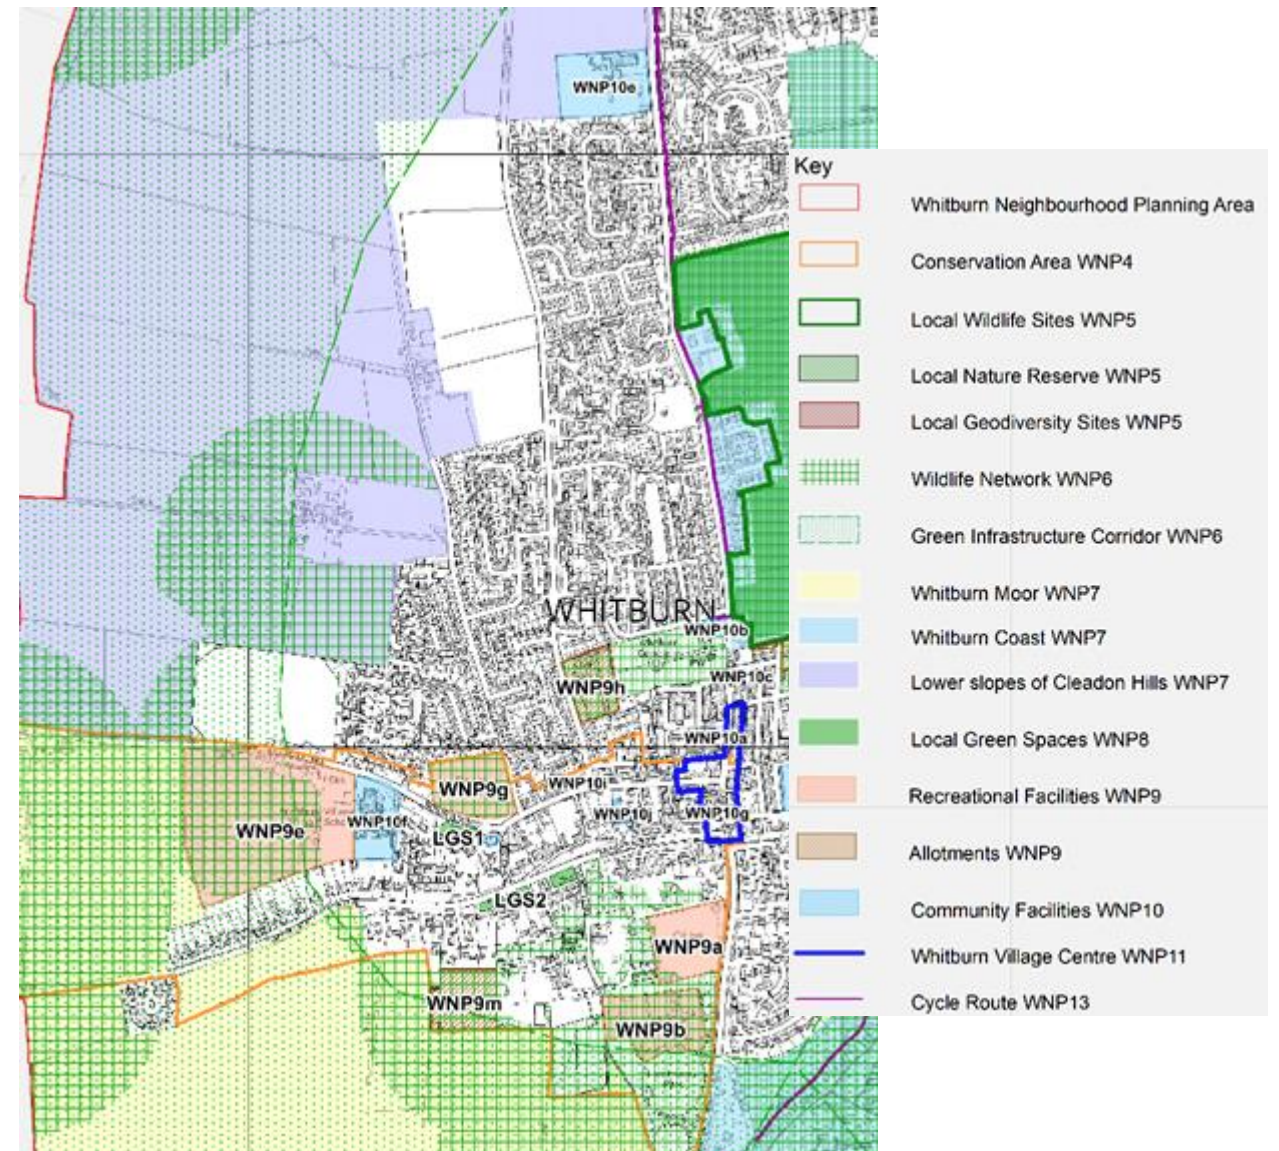 WNP10e
Key
Whitburn Neighbourhood Planning Area
Conservation Area WNP4
Local Wildlife Sites WNP5
Local Nature Reserve WNP5
Local Geodiversity Sites WNP5
Wildlife Network WNP6
Green Infrastructure Corridor WNP6
Whitburn Moor WNP7
Whitburn Coast WNP7
Lower slopes of Cleadon Hills WNP7
Local Green Spaces WNP8
Recreational Facilities WNP9
Allotments WNP9
Community Facilities WNP10
Whitburn Village Centre WNP11
Cycle Route WNP13
WHITBURN
WNP10b
WNP10c
WNP9h
WNP10a
WNP10i
WNP9g
WNP10j
WNP10g
WNP10f
WNP9e
LGS1
LGS2
WNP9a
WNP9m
WNP9b